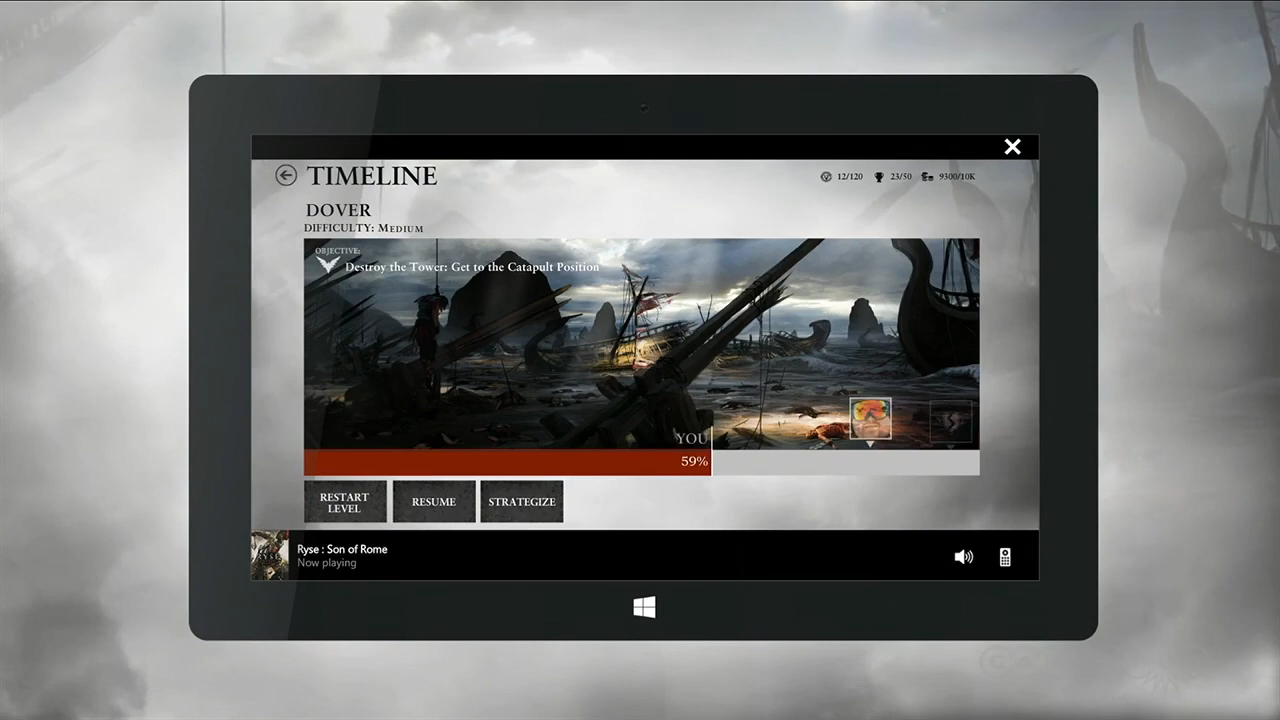 TIMELINE
12/120 23/50 9300/10K
DOVER
DIFFICULTY: MEDIUM
OBJECTIVE:
Destroy the Tower: Get to the Catapult Position
YOU
59%
RESTART
LEVEL
RESUME
STRATEGIZE
Ryse : Son of Rome
Now playing